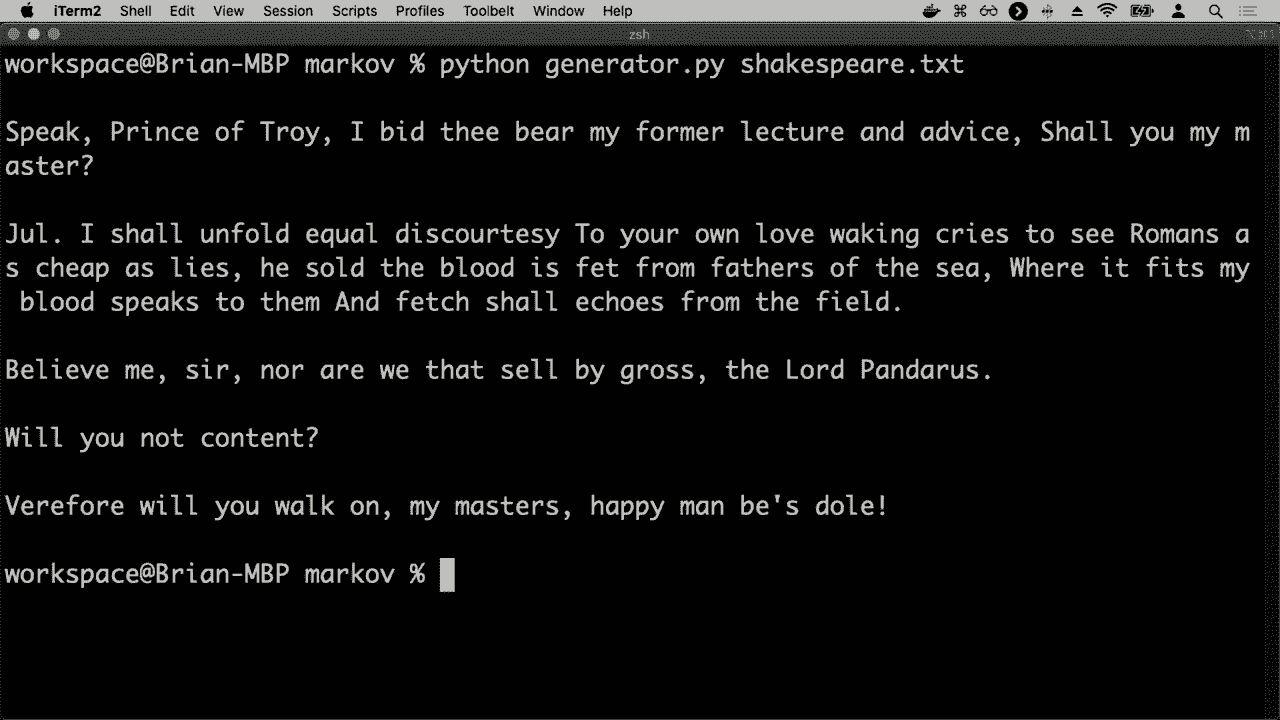 iTerm2 Shell Edit View Session Scripts Profiles Toolbelt Window Help
zsh
workspace@Brian-MBP markov % python generator.py shakespeare.txt
Speak, Prince of Troy, I bid thee bear my former lecture and advice, Shall you my m
aster?
Jul. I shall unfold equal discourtesy To your own love waking cries to see Romans a
s cheap as lies, he sold the blood is fet from fathers of the sea, Where it fits my
 blood speaks to them And fetch shall echoes from the field.
Believe me, sir, nor are we that sell by gross, the Lord Pandarus.
Will you not content?
Verefore will you walk on, my masters, happy man be's dole!
workspace@Brian-MBP markov %